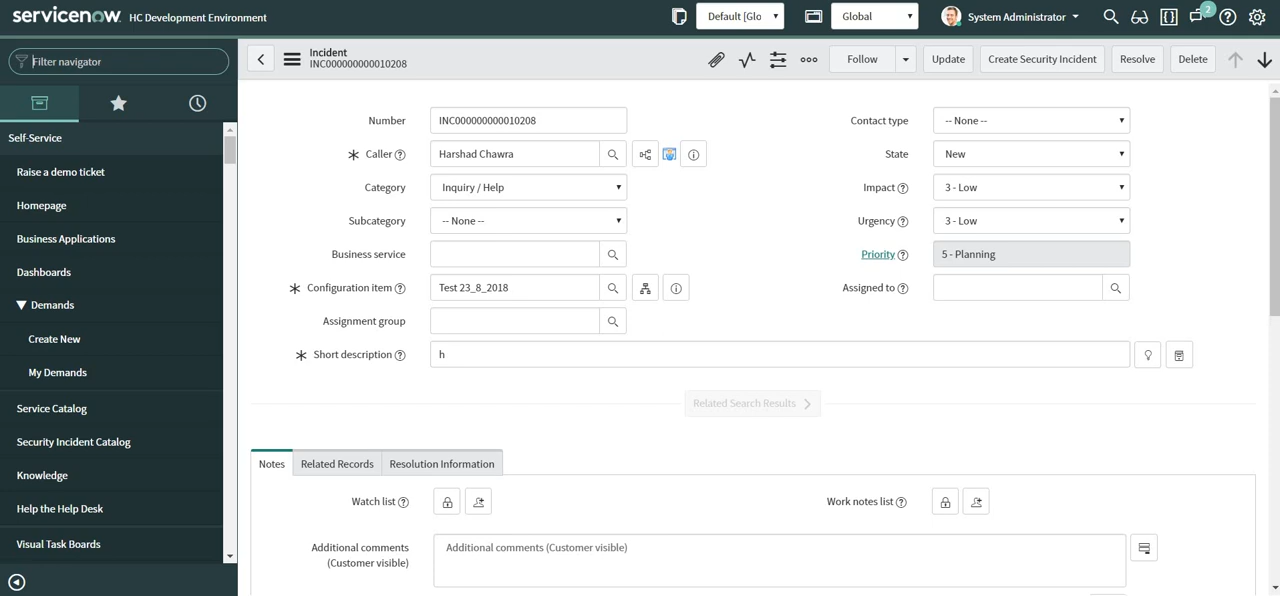 servicenow. HC Development Environment
Default [Glo
Global
System Administrator
2
Filter navigator
Self-Service
Raise a demo ticket
Homepage
Business Applications
Dashboards
Demands
Create New
My Demands
Service Catalog
Security Incident Catalog
Knowledge
Help the Help Desk
Visual Task Boards
Incident
INC000000000010208
Follow
Update
Create Security Incident
Resolve
Delete
Number INC000000000010208
Caller Harshad Chawra
Category Inquiry / Help
Subcategory -- None --
Business service
Configuration item Test 23_8_2018
Assignment group
Short description h
Contact type -- None --
State New
Impact 3 - Low
Urgency 3 - Low
Priority 5 - Planning
Assigned to
Related Search Results
Notes
Related Records
Resolution Information
Watch list
Work notes list
Additional comments
(Customer visible)
Additional comments (Customer visible)